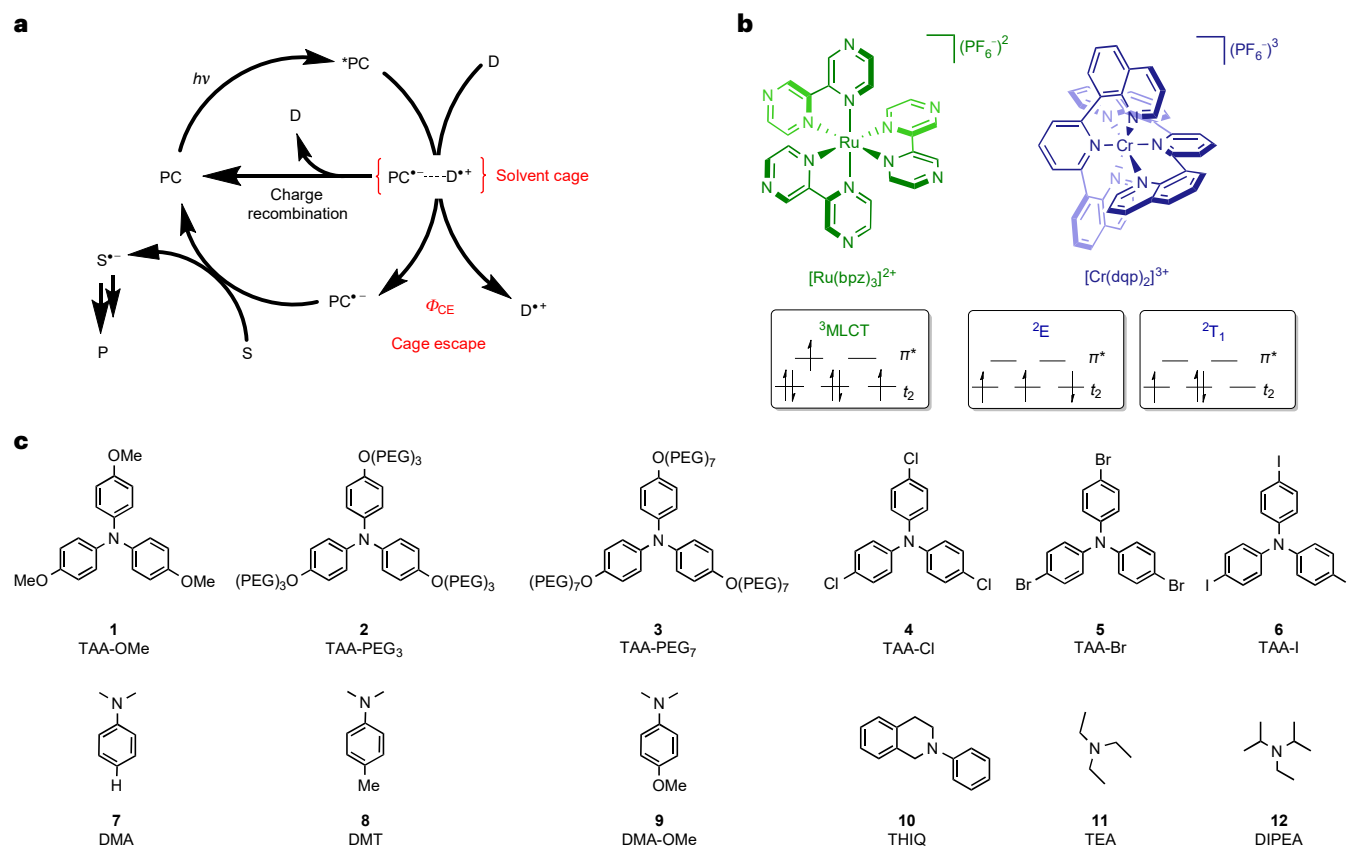 a
hν
*PC
D
D
PC
PC•−----D•+
Solvent cage
Charge
recombination
S•−
PC•−
ΦCE
D•+
Cage escape
P
S
b
N
N
N
N
N
N
Ru
N
N
N
N
N
N
(PF6−)2
[Ru(bpz)3]2+
(PF6−)3
N
N
N
Cr
N
N
N
[Cr(dqp)2]3+
3MLCT
π*
t2
2E
π*
t2
2T1
π*
t2
c
OMe
N
MeO
OMe
1
TAA-OMe
O(PEG)3
N
(PEG)3O
O(PEG)3
2
TAA-PEG3
O(PEG)7
N
(PEG)7O
O(PEG)7
3
TAA-PEG7
Cl
N
Cl
Cl
4
TAA-Cl
Br
N
Br
Br
5
TAA-Br
I
N
I
I
6
TAA-I
N
H
7
DMA
N
Me
8
DMT
N
OMe
9
DMA-OMe
N
10
THIQ
N
11
TEA
N
12
DIPEA